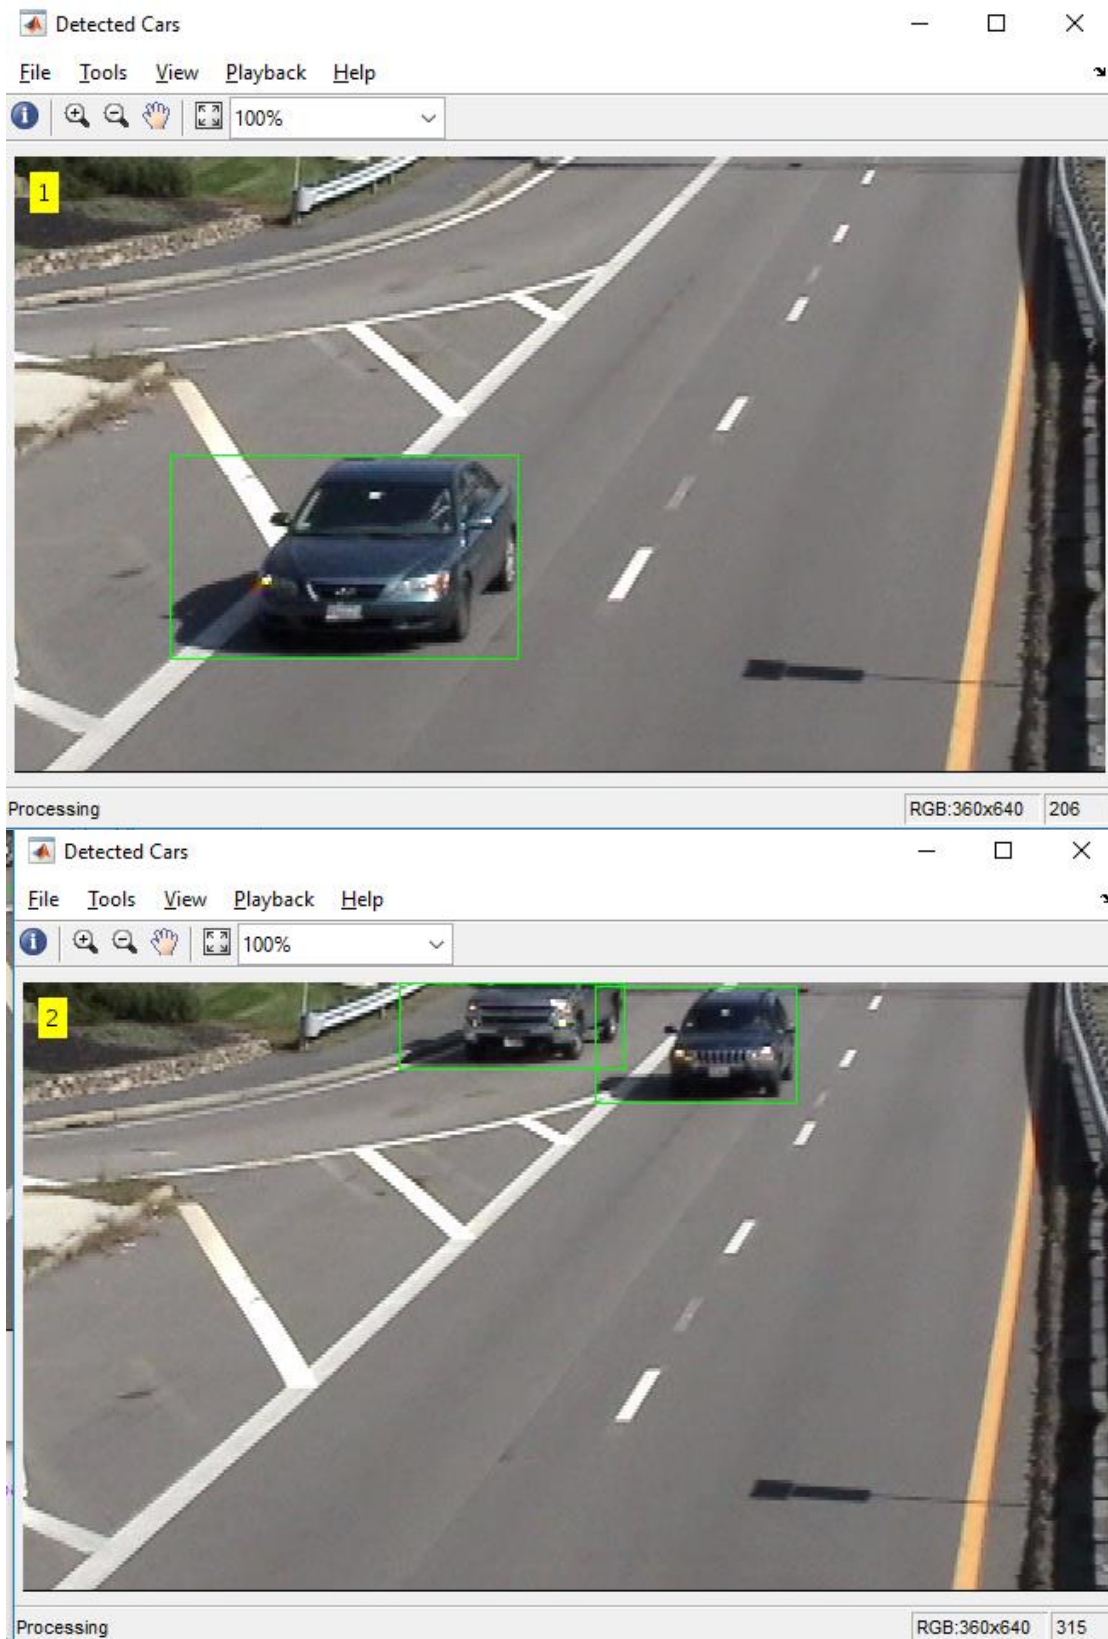 Detected Cars
File Tools View Playback Help
100%
1
Processing RGB:360x640 206
Detected Cars
File Tools View Playback Help
100%
2
Processing RGB:360x640 315